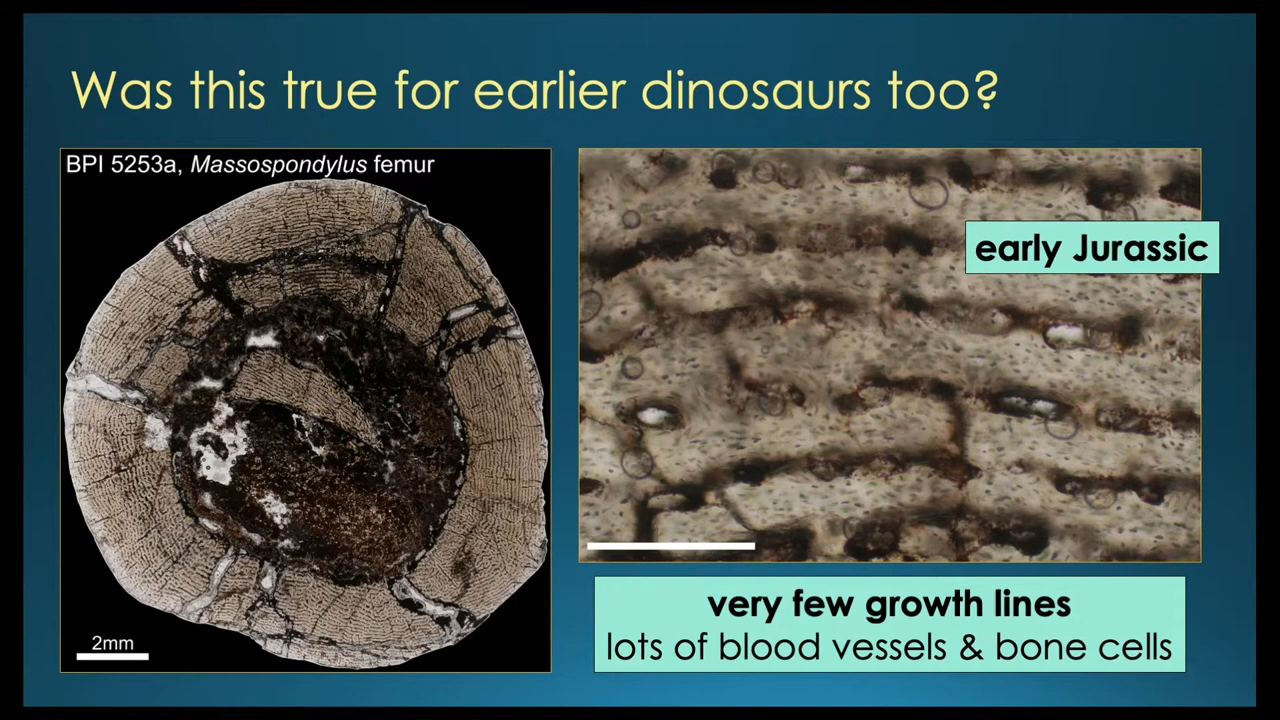 Was this true for earlier dinosaurs too?
BPI 5253a, Massospondylus femur
early Jurassic
2mm
very few growth lines
lots of blood vessels & bone cells